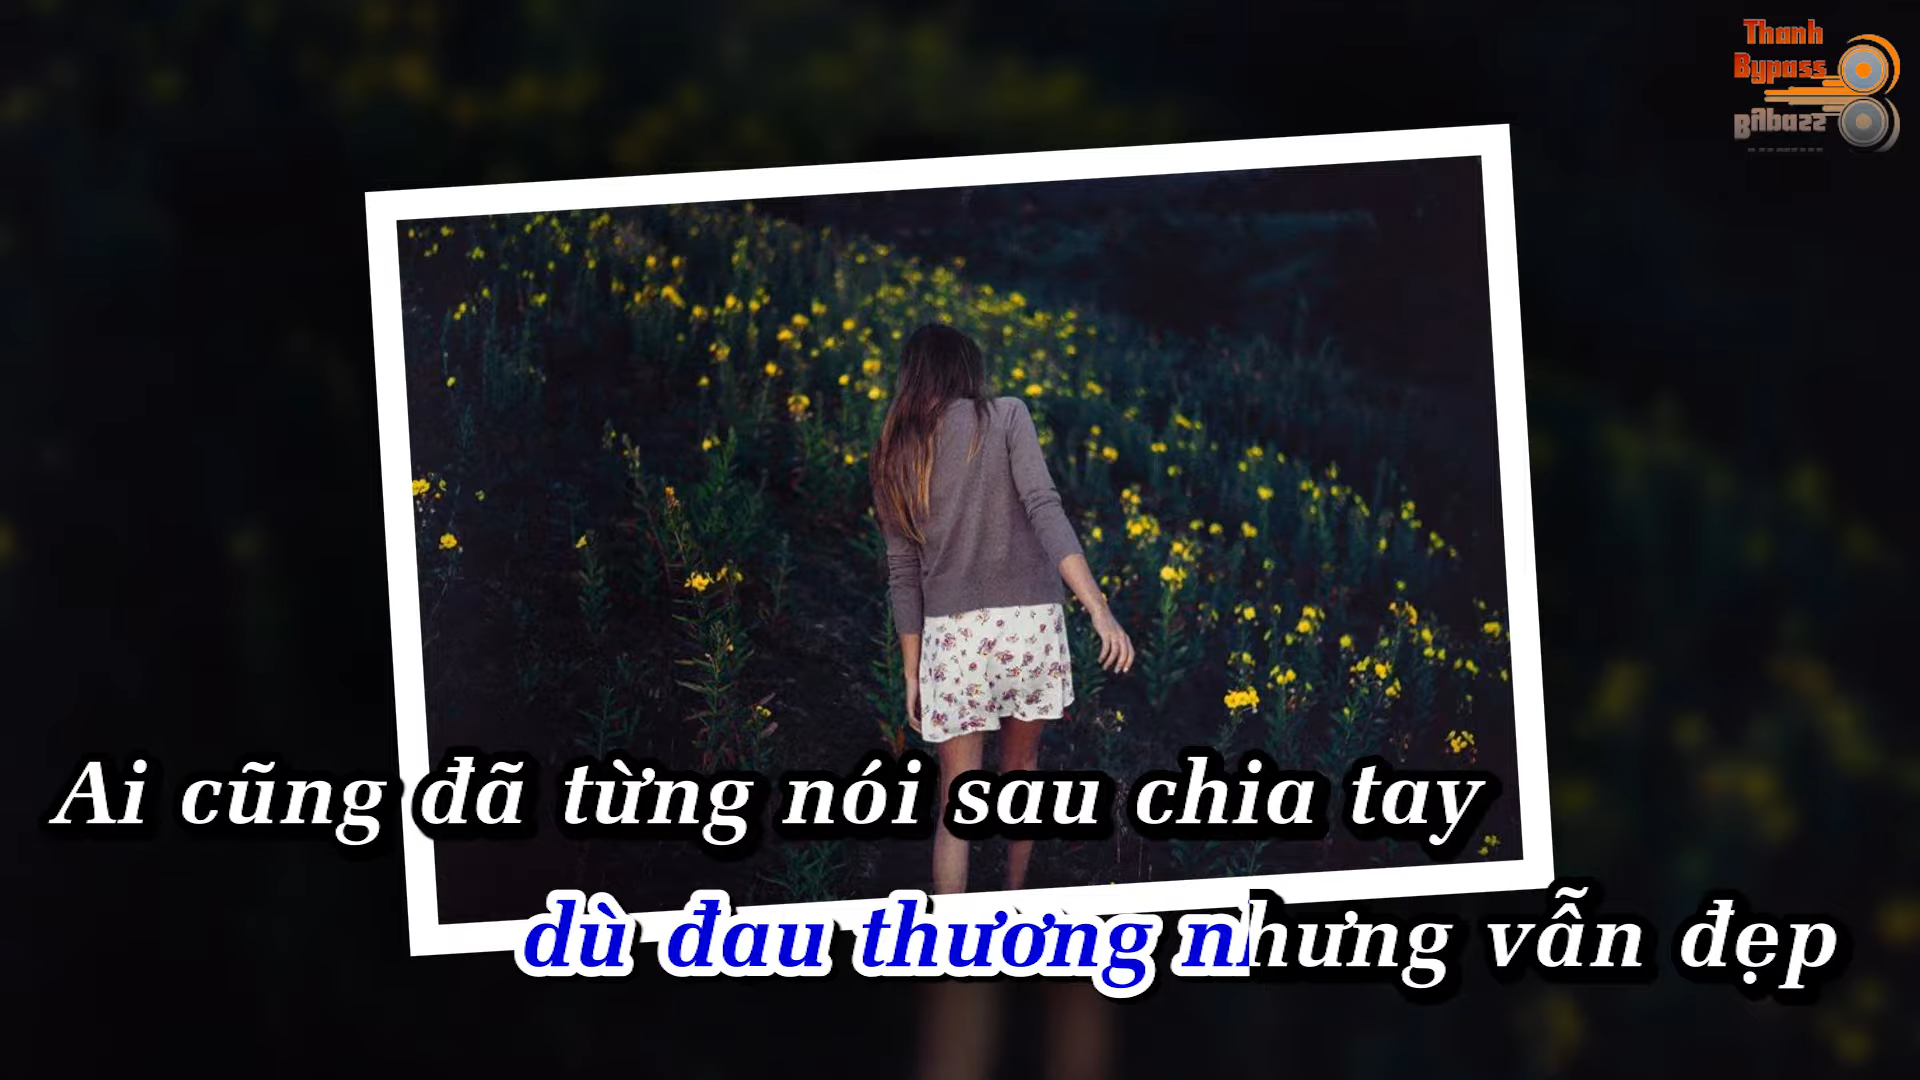 Thanh
Bypass
Ai cũng đã từng nói sau chia tay
dù đau thương nhưng vẫn đẹp